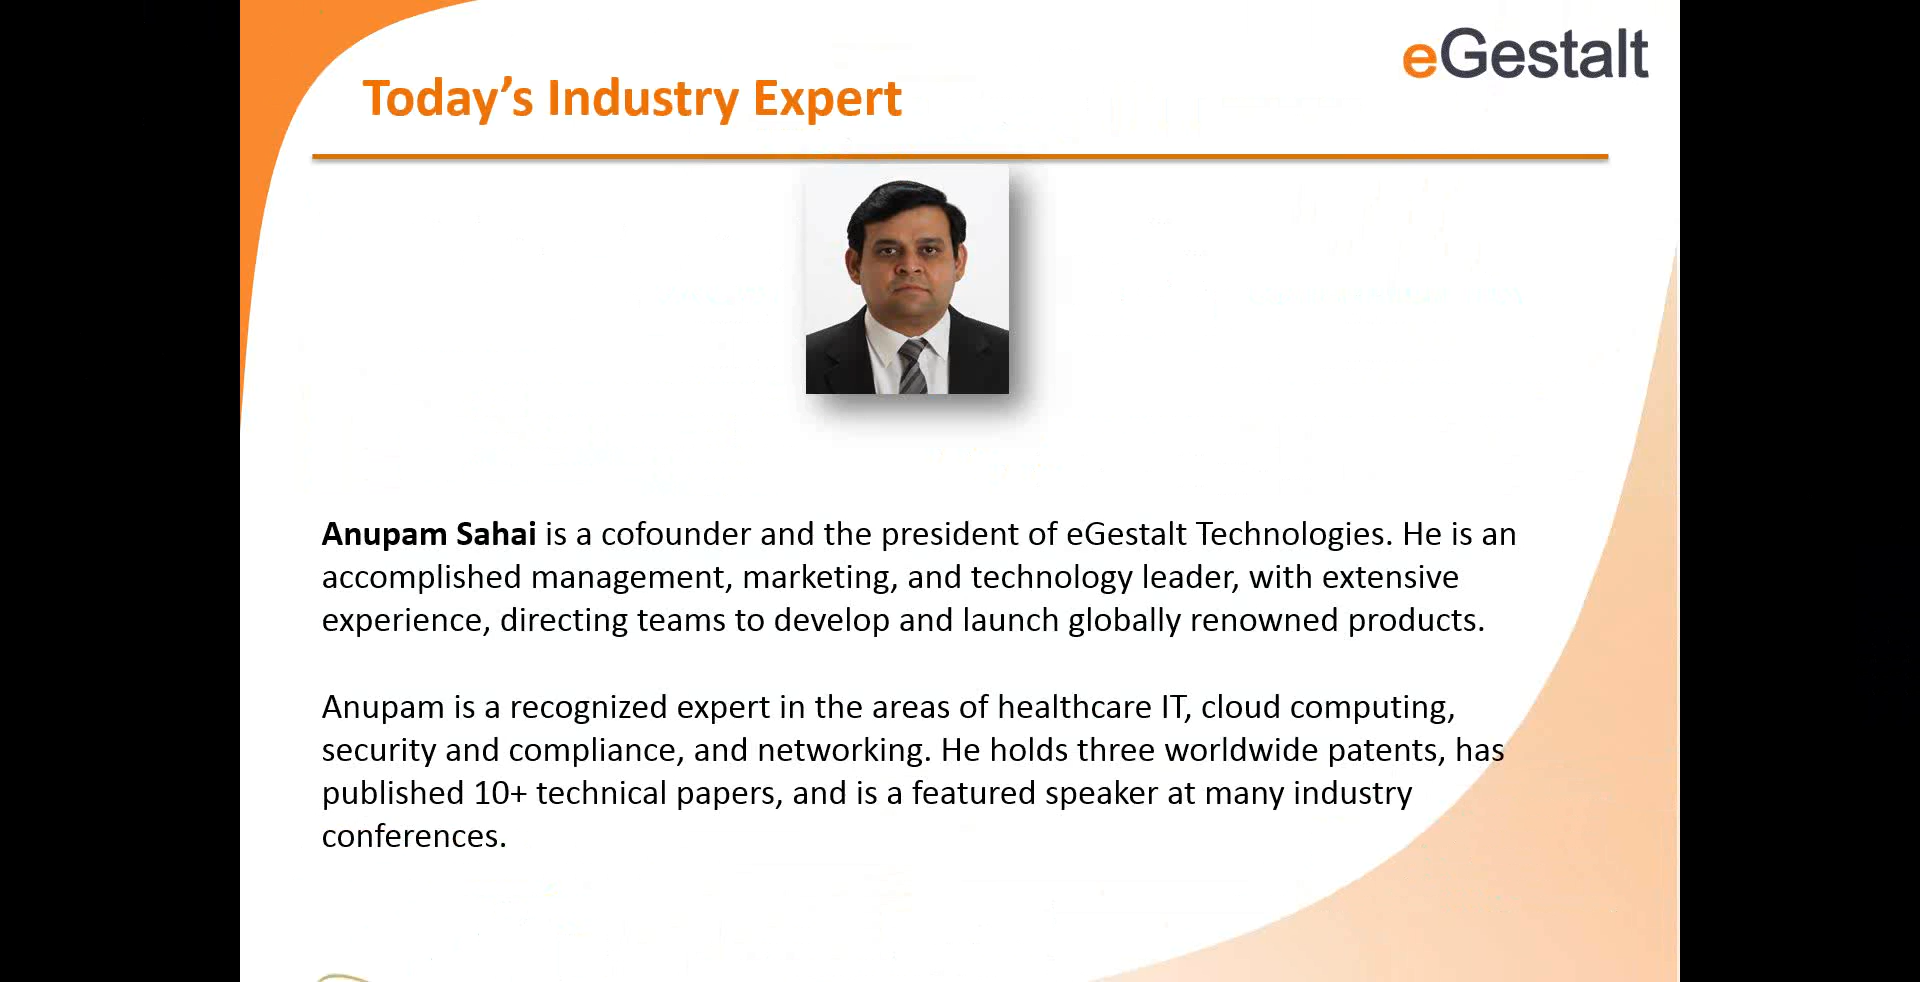 eGestalt
Today’s Industry Expert
Anupam Sahai is a cofounder and the president of eGestalt Technologies. He is an
accomplished management, marketing, and technology leader, with extensive
experience, directing teams to develop and launch globally renowned products.
Anupam is a recognized expert in the areas of healthcare IT, cloud computing,
security and compliance, and networking. He holds three worldwide patents, has
published 10+ technical papers, and is a featured speaker at many industry
conferences.